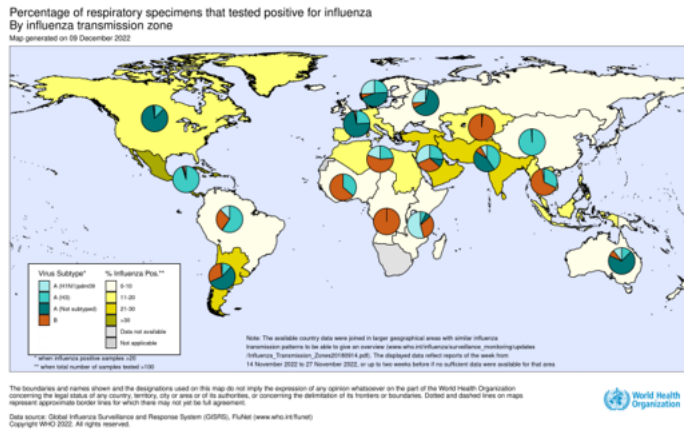 Percentage of respiratory specimens that tested positive for influenza
By influenza transmission zone
Map generated on 09 December 2022
Virus Subtype*
A (H1N1)pdm09
A (H3)
A (Not subtyped)
B
% Influenza Pos.**
0-10
11-20
21-30
>30
Data not available
Not applicable
* when influenza positive samples >20
** when total number of samples tested >100
Note: The available country data were joined in larger geographical areas with similar influenza
transmission patterns to be able to give an overview (www.who.int/influenza/surveillance_monitoring/updates
/Influenza_Transmission_Zones20180914.pdf). The displayed data reflect reports of the week from
14 November 2022 to 27 November 2022, or up to two weeks before if no sufficient data were available for that area
The boundaries and names shown and the designations used on this map do not imply the expression of any opinion whatsoever on the part of the World Health Organization
concerning the legal status of any country, territory, city or area or of its authorities, or concerning the delimitation of its frontiers or boundaries. Dotted and dashed lines on maps
represent approximate border lines for which there may not yet be full agreement.
Data source: Global Influenza Surveillance and Response System (GISRS), FluNet (www.who.int/flunet)
Copyright WHO 2022. All rights reserved.
World Health
Organization